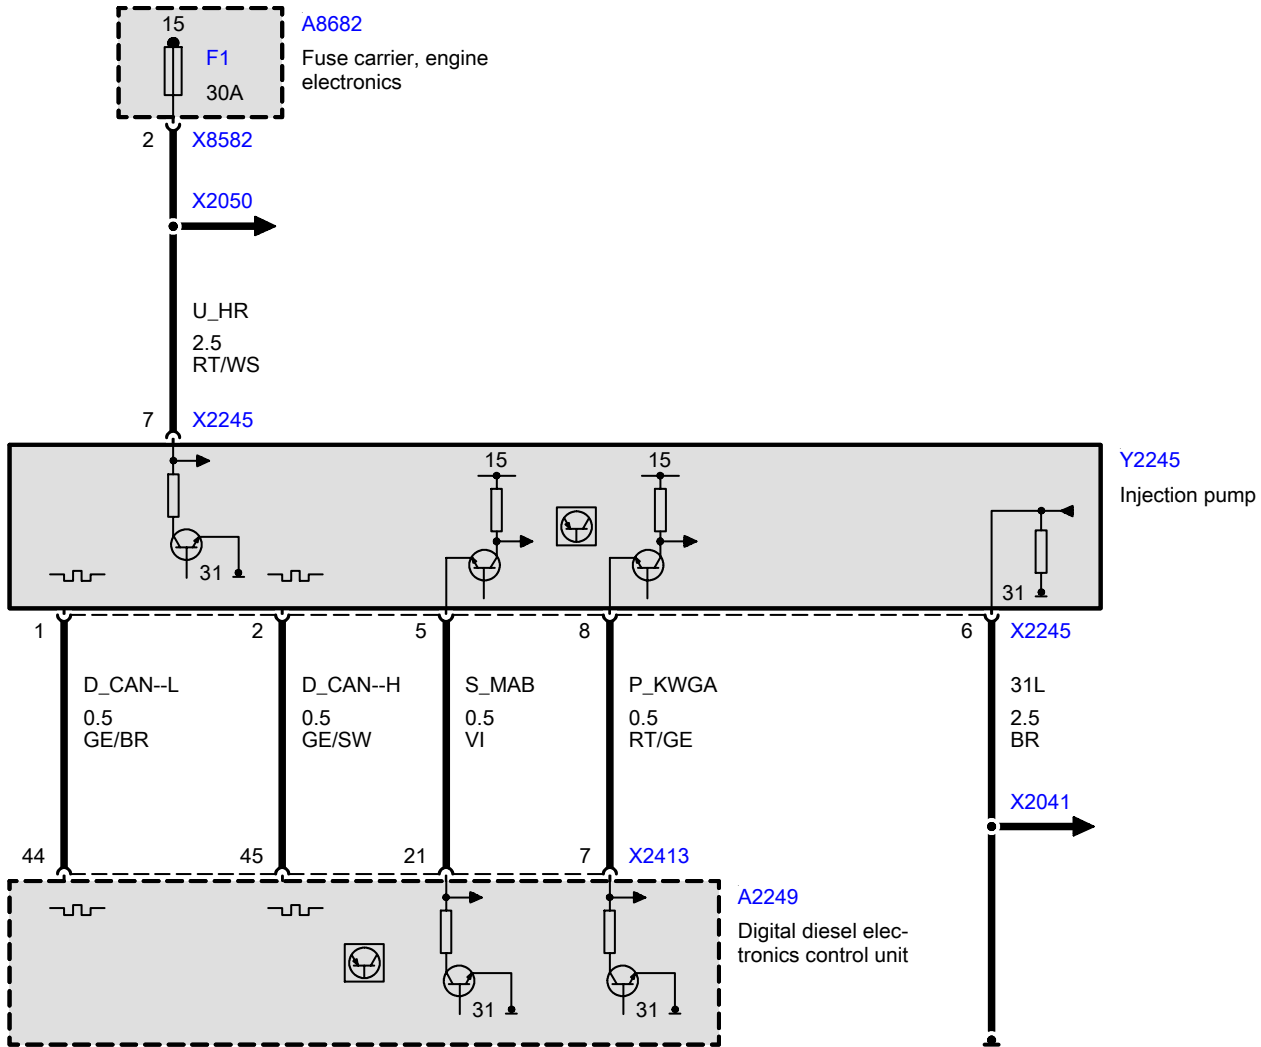 15
A8682
F1
Fuse carrier, engine
electronics
30A
2
X8582
X2050
U_HR
2.5
RT/WS
7
X2245
15
15
Y2245
Injection pump
31
31
1
2
5
8
6
X2245
D_CAN--L
0.5
GE/BR
D_CAN--H
0.5
GE/SW
S_MAB
0.5
VI
P_KWGA
0.5
RT/GE
31L
2.5
BR
X2041
44
45
21
7
X2413
A2249
Digital diesel elec-
tronics control unit
31
31